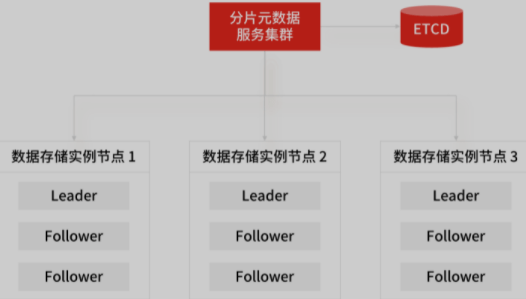 分片元数据
服务集群
ETCD
数据存储实例节点 1
Leader
Follower
Follower
数据存储实例节点 2
Leader
Follower
Follower
数据存储实例节点 3
Leader
Follower
Follower